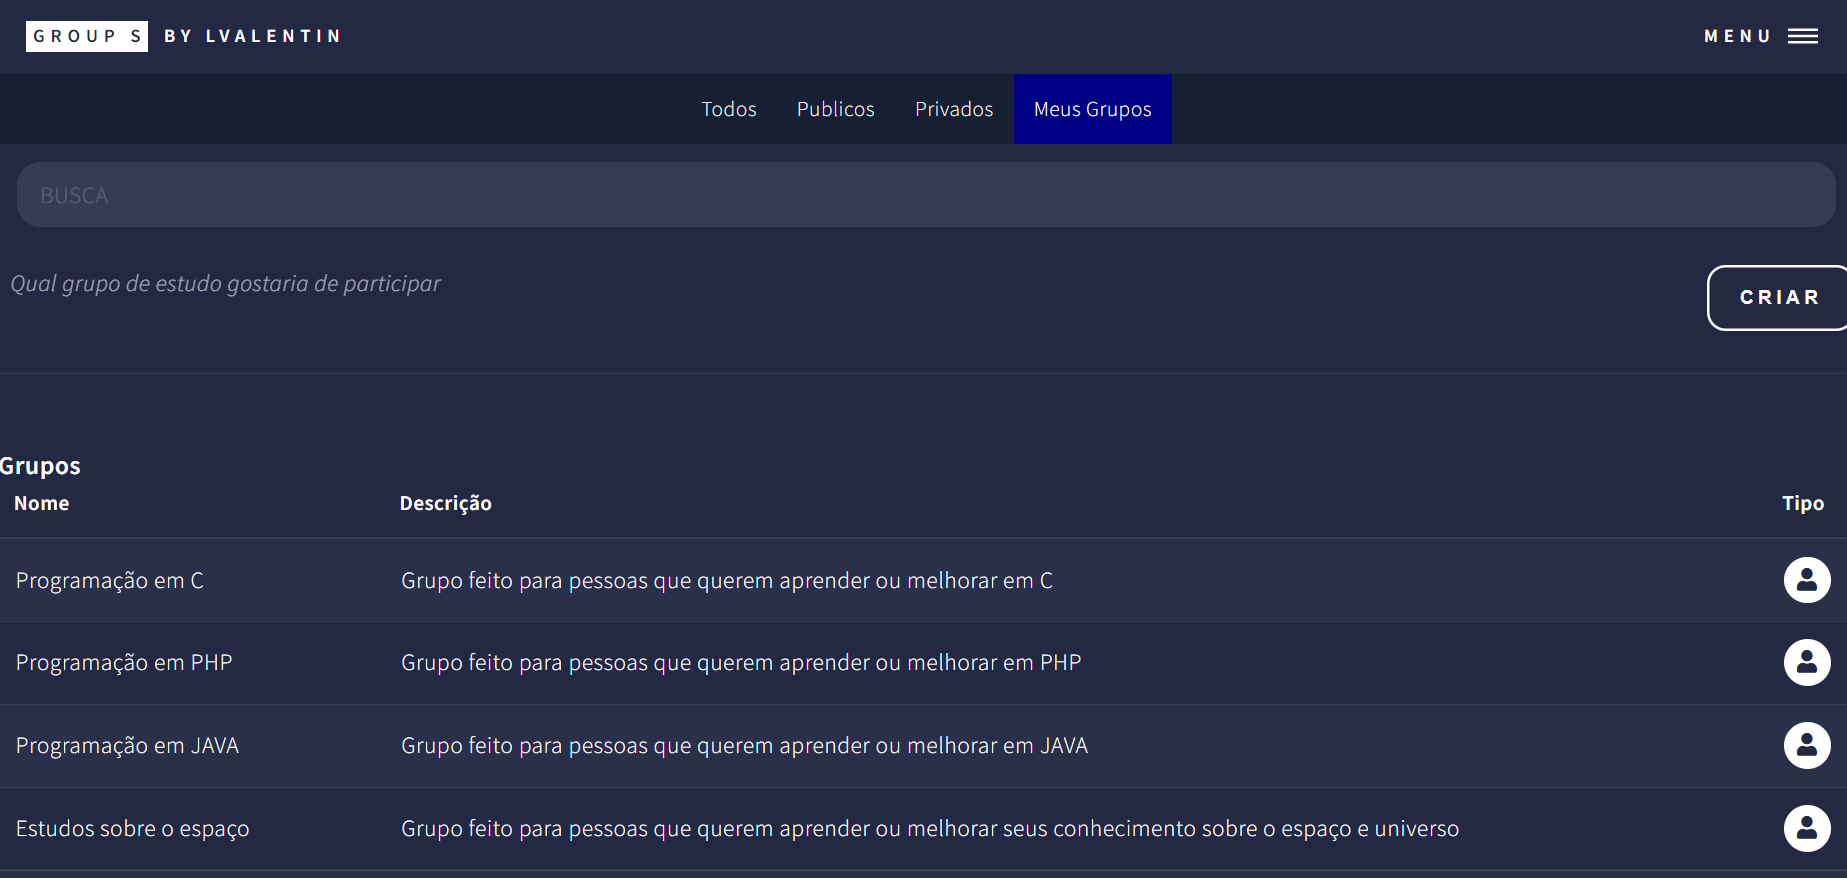 GROUP S BY LVALENTIN
MENU
Todos Publicos Privados Meus Grupos
BUSCA
Qual grupo de estudo gostaria de participar
CRIAR
Grupos
Nome Descrição Tipo
Programação em C Grupo feito para pessoas que querem aprender ou melhorar em C
Programação em PHP Grupo feito para pessoas que querem aprender ou melhorar em PHP
Programação em JAVA Grupo feito para pessoas que querem aprender ou melhorar em JAVA
Estudos sobre o espaço Grupo feito para pessoas que querem aprender ou melhorar seus conhecimento sobre o espaço e universo